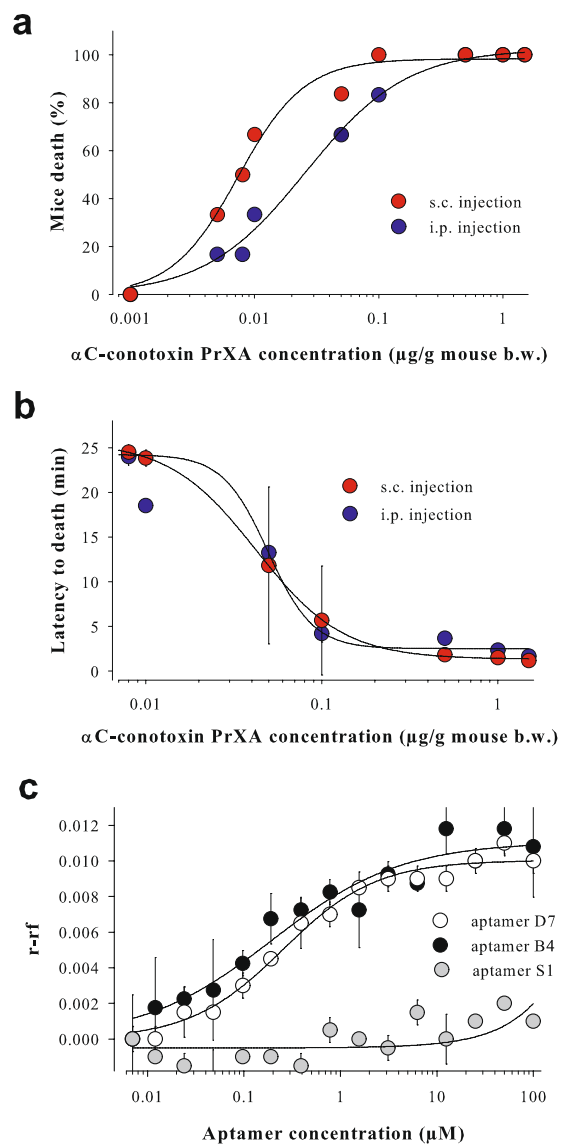 a
100
80
60
40
20
0
Mice death (%)
s.c. injection
i.p. injection
0.001
0.01
0.1
1
αC-conotoxin PrXA concentration (µg/g mouse b.w.)
b
25
20
15
10
5
0
Latency to death (min)
s.c. injection
i.p. injection
0.01
0.1
1
αC-conotoxin PrXA concentration (µg/g mouse b.w.)
c
0.012
0.010
0.008
0.006
0.004
0.002
0.000
r-rf
aptamer D7
aptamer B4
aptamer S1
0.01
0.1
1
10
100
Aptamer concentration (µM)